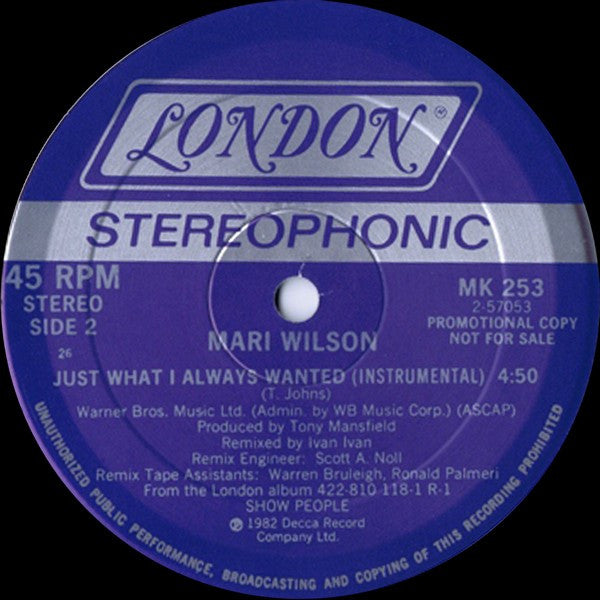 LONDON
STEREOPHONIC
45 RPM
STEREO
SIDE 2
MK 253
2-57053
PROMOTIONAL COPY
NOT FOR SALE
26
MARI WILSON
JUST WHAT I ALWAYS WANTED (INSTRUMENTAL) 4:50
(T. Johns)
Warner Bros. Music Ltd. (Admin. by WB Music Corp.) (ASCAP)
Produced by Tony Mansfield
Remixed by Ivan Ivan
Remix Engineer: Scott A. Noll
Remix Tape Assistants: Warren Bruleigh, Ronald Palmeri
From the London album 422-810 118-1 R-1
SHOW PEOPLE
℗ 1982 Decca Record
Company Ltd.
UNAUTHORIZED PUBLIC PERFORMANCE, BROADCASTING AND COPYING OF THIS RECORDING PROHIBITED